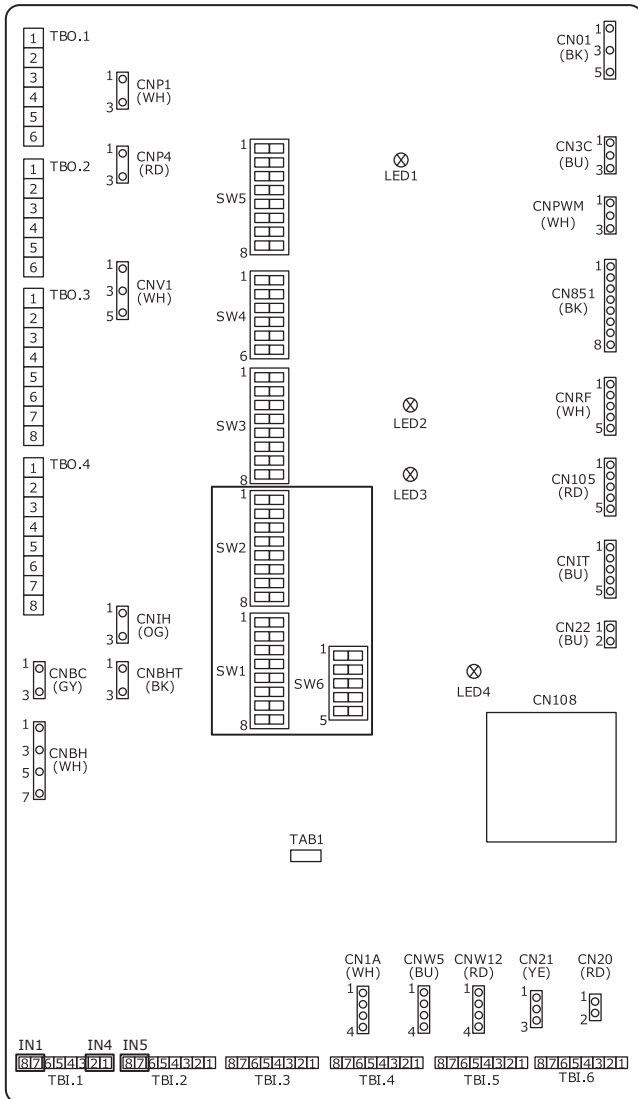 1 TBO.1
2
3
4
5
6
1 CNP1
3 (WH)
1 CNP4
3 (RD)
1 TBO.2
2
3
4
5
6
1 CNV1
3 (WH)
5
1 TBO.3
2
3
4
5
6
7
8
1 TBO.4
2
3
4
5
6
7
8
1 CNIH
3 (OG)
1 CNBC
3 (GY)
1 CNBHT
3 (BK)
1
3 CNBH
5 (WH)
7
1
SW5
8
1
SW4
6
1
SW3
8
1
SW2
8
1
SW1
8
1
SW6
5
LED1
LED2
LED3
LED4
CN01 1
(BK) 3
5
CN3C 1
(BU) 3
CNPWM 1
(WH) 3
1
CN851
(BK)
8
1
CNRF
(WH)
5
1
CN105
(RD)
5
1
CNIT
(BU)
5
CN22 1
(BU) 2
CN108
TAB1
CN1A
(WH)
1
4
CNW5
(BU)
1
4
CNW12
(RD)
1
4
CN21
(YE)
1
3
CN20
(RD)
1
2
IN1 IN4 IN5
87654321 87654321 87654321 87654321 87654321 87654321
TBI.1 TBI.2 TBI.3 TBI.4 TBI.5 TBI.6